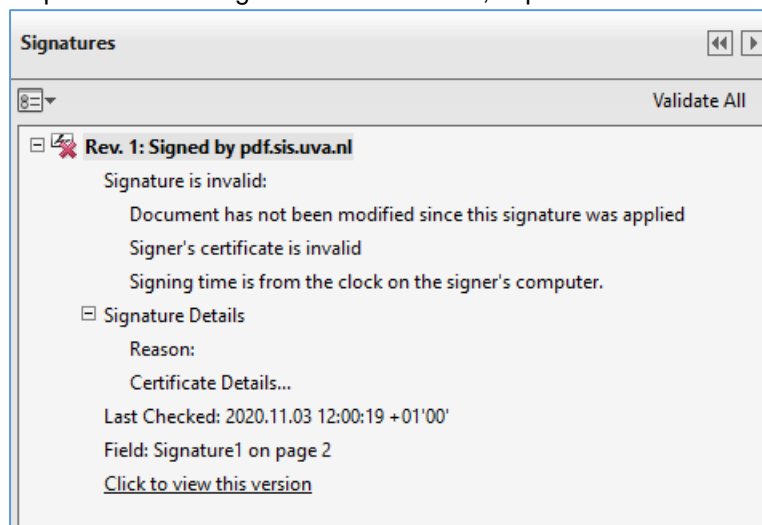 Signatures
Validate All
Rev. 1: Signed by pdf.sis.uva.nl
Signature is invalid:
Document has not been modified since this signature was applied
Signer's certificate is invalid
Signing time is from the clock on the signer's computer.
Signature Details
Reason:
Certificate Details...
Last Checked: 2020.11.03 12:00:19 +01'00'
Field: Signature1 on page 2
Click to view this version